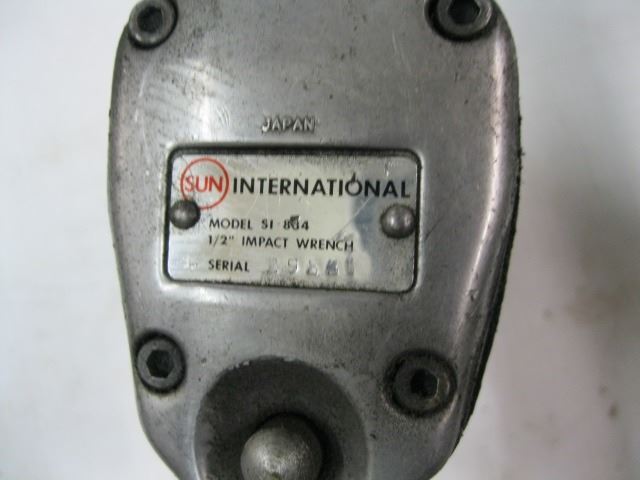 JAPAN
SUN INTERNATIONAL
MODEL SI 864
1/2" IMPACT WRENCH
SERIAL